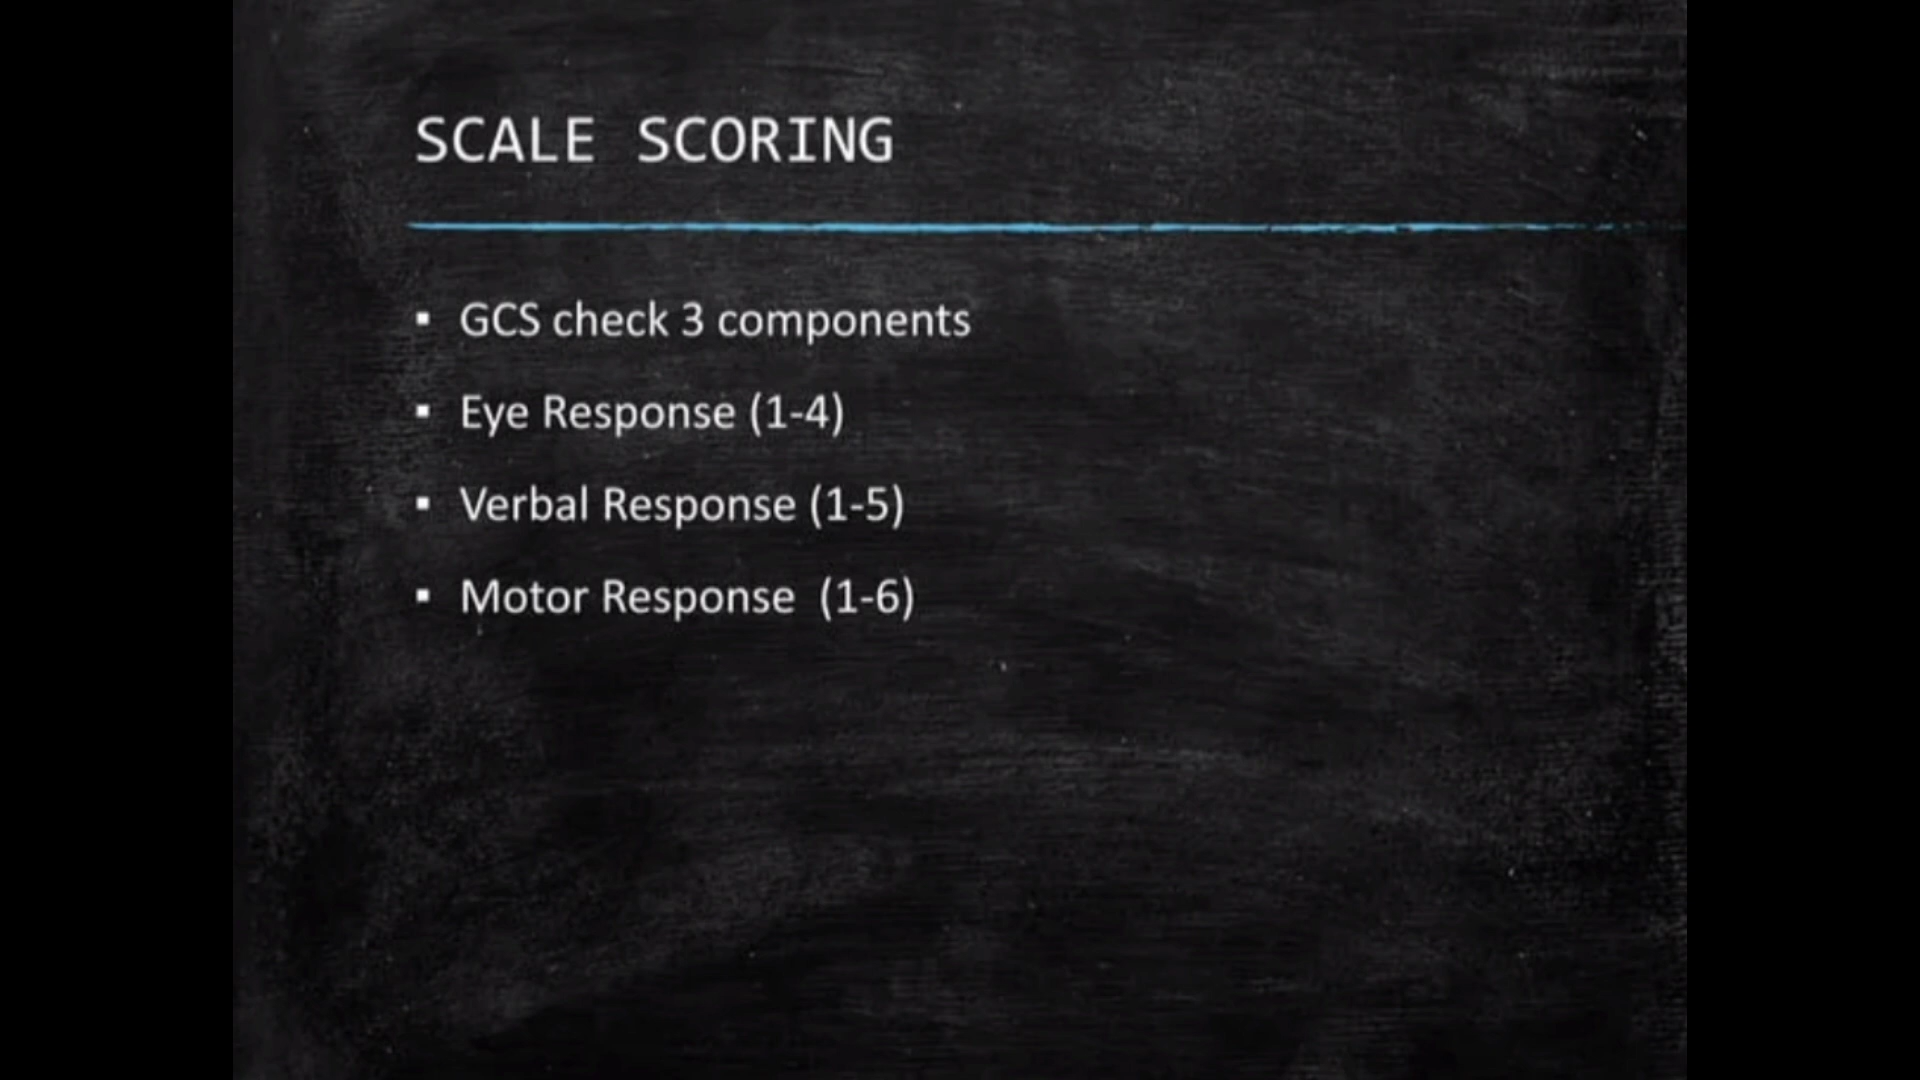 SCALE SCORING
▪ GCS check 3 components
▪ Eye Response (1-4)
▪ Verbal Response (1-5)
▪ Motor Response  (1-6)